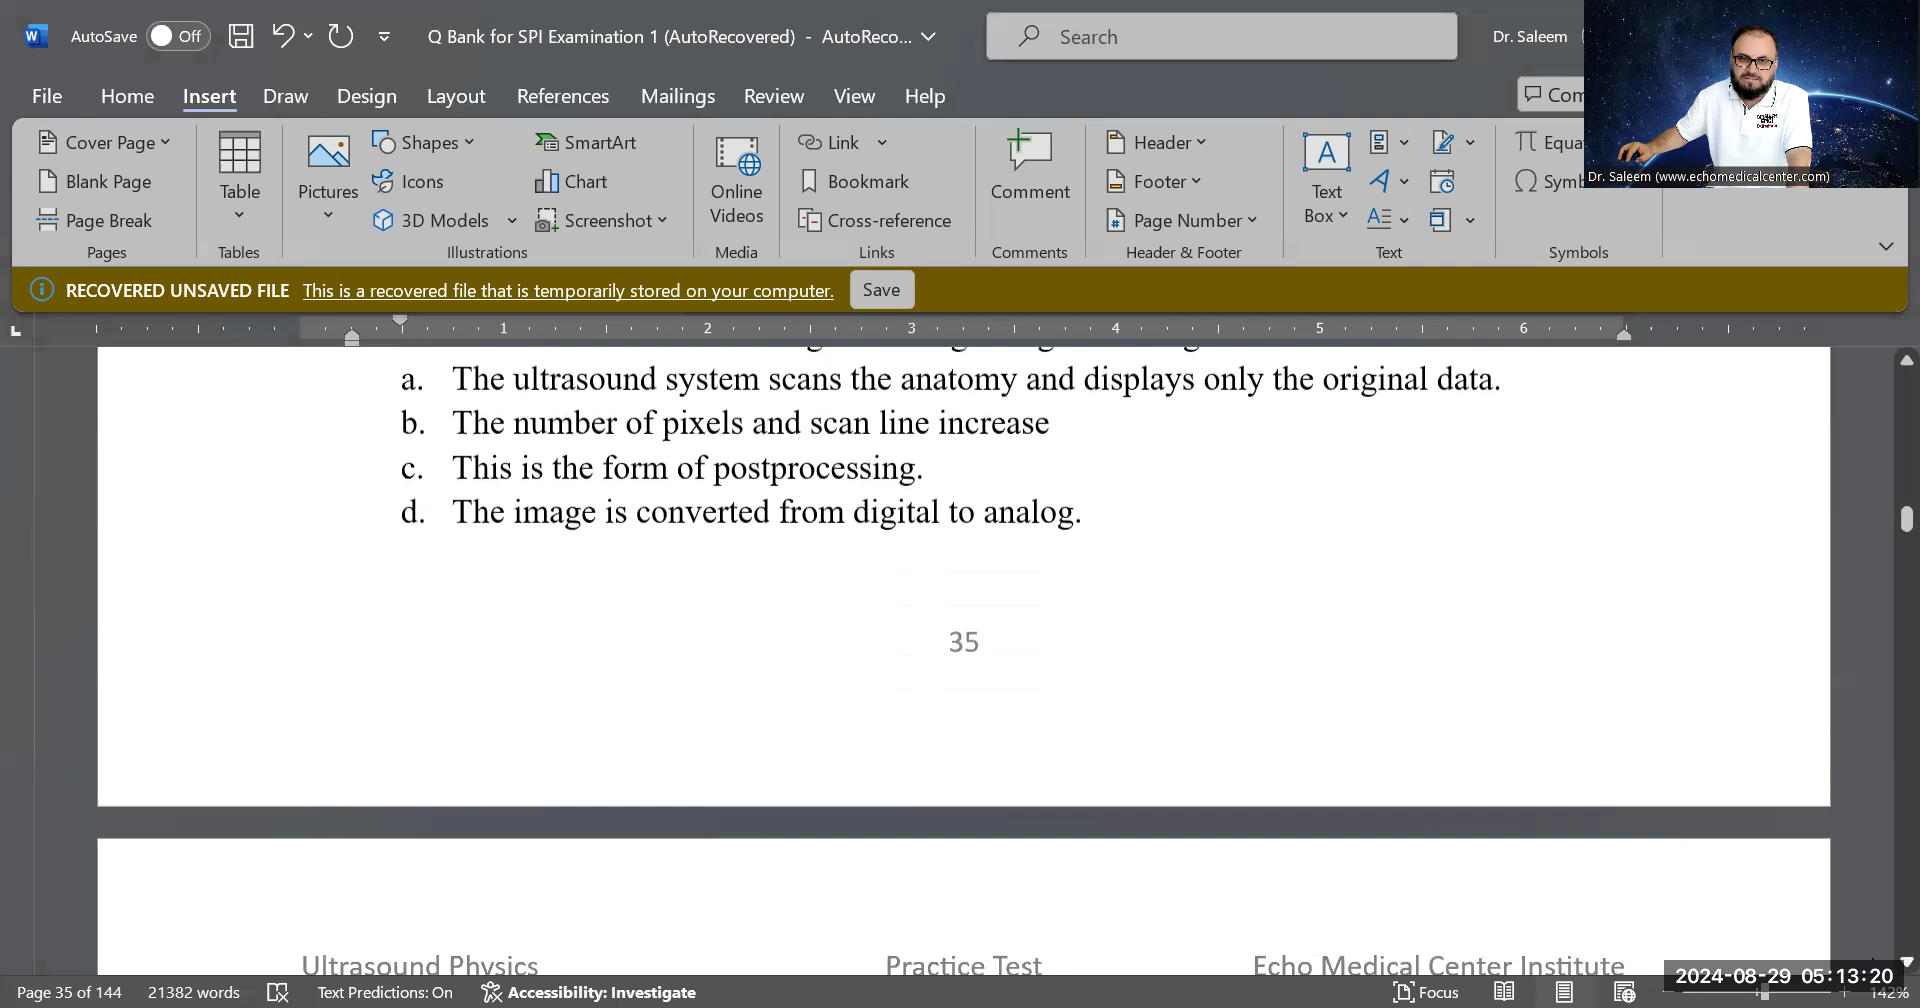 AutoSave Off Q Bank for SPI Examination 1 (AutoRecovered) - AutoReco... Search Dr. Saleem
File Home Insert Draw Design Layout References Mailings Review View Help
Cover Page
Blank Page
Page Break
Pages
Table
Tables
Pictures
Shapes
Icons
3D Models
SmartArt
Chart
Screenshot
Illustrations
Online
Videos
Media
Link
Bookmark
Cross-reference
Links
Comment
Comments
Header
Footer
Page Number
Header & Footer
Text
Box
Text
Symbols
Dr. Saleem (www.echomedicalcenter.com)
RECOVERED UNSAVED FILE This is a recovered file that is temporarily stored on your computer. Save
1 2 3 4 5 6
a. The ultrasound system scans the anatomy and displays only the original data.
b. The number of pixels and scan line increase
c. This is the form of postprocessing.
d. The image is converted from digital to analog.
35
Ultrasound Physics Practice Test Echo Medical Center Institute
2024-08-29 05:13:20
Page 35 of 144 21382 words Text Predictions: On Accessibility: Investigate Focus 142%